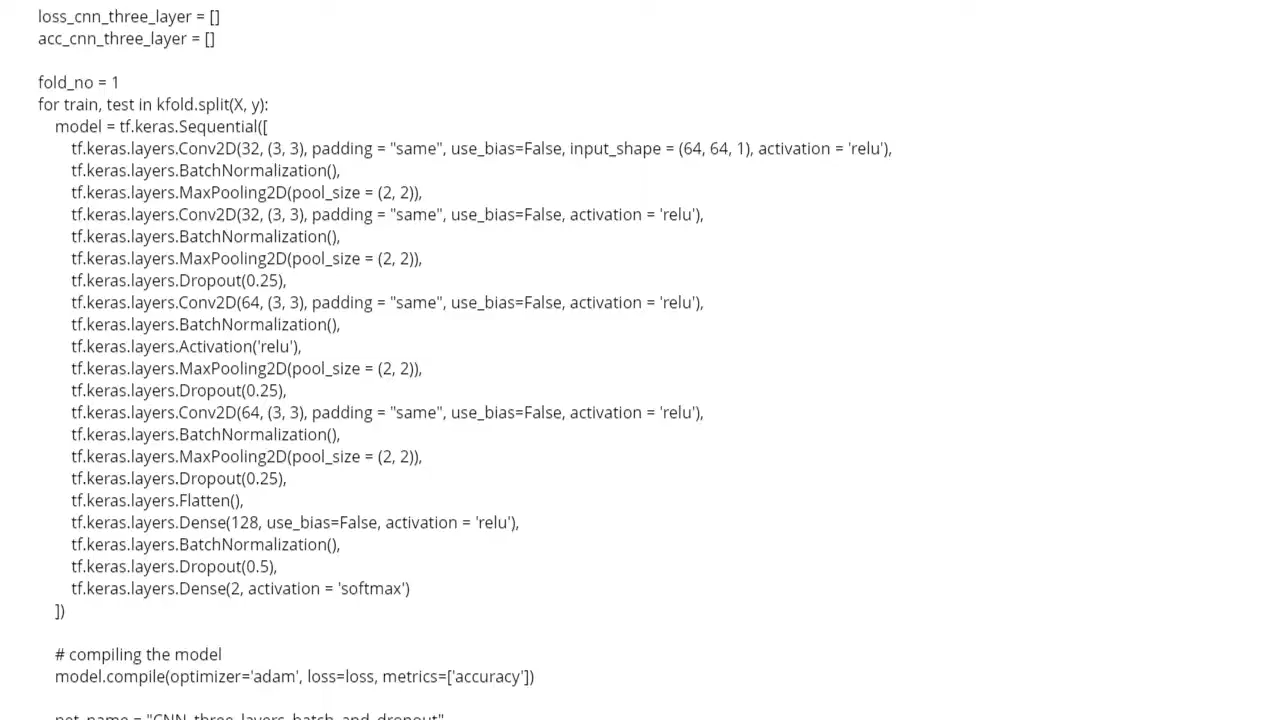 loss_cnn_three_layer = []
acc_cnn_three_layer = []
fold_no = 1
for train, test in kfold.split(X, y):
model = tf.keras.Sequential([
tf.keras.layers.Conv2D(32, (3, 3), padding = "same", use_bias=False, input_shape = (64, 64, 1), activation = 'relu'),
tf.keras.layers.BatchNormalization(),
tf.keras.layers.MaxPooling2D(pool_size = (2, 2)),
tf.keras.layers.Conv2D(32, (3, 3), padding = "same", use_bias=False, activation = 'relu'),
tf.keras.layers.BatchNormalization(),
tf.keras.layers.MaxPooling2D(pool_size = (2, 2)),
tf.keras.layers.Dropout(0.25),
tf.keras.layers.Conv2D(64, (3, 3), padding = "same", use_bias=False, activation = 'relu'),
tf.keras.layers.BatchNormalization(),
tf.keras.layers.Activation('relu'),
tf.keras.layers.MaxPooling2D(pool_size = (2, 2)),
tf.keras.layers.Dropout(0.25),
tf.keras.layers.Conv2D(64, (3, 3), padding = "same", use_bias=False, activation = 'relu'),
tf.keras.layers.BatchNormalization(),
tf.keras.layers.MaxPooling2D(pool_size = (2, 2)),
tf.keras.layers.Dropout(0.25),
tf.keras.layers.Flatten(),
tf.keras.layers.Dense(128, use_bias=False, activation = 'relu'),
tf.keras.layers.BatchNormalization(),
tf.keras.layers.Dropout(0.5),
tf.keras.layers.Dense(2, activation = 'softmax')
])
# compiling the model
model.compile(optimizer='adam', loss=loss, metrics=['accuracy'])
net_name = "CNN_three_layers_batch_and_dropout"